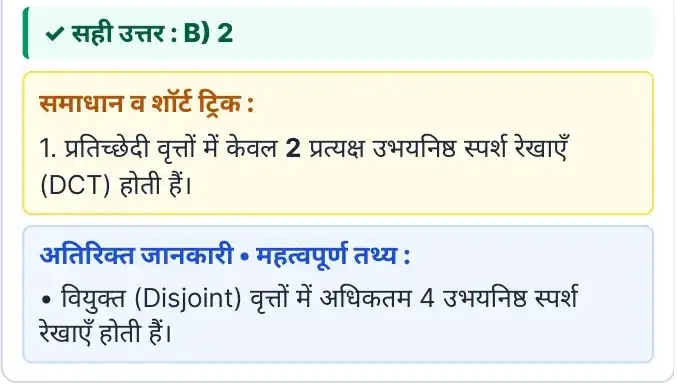 ✓ सही उत्तर : B) 2
समाधान व शॉर्ट ट्रिक :
1. प्रतिच्छेदी वृत्तों में केवल 2 प्रत्यक्ष उभयनिष्ठ स्पर्श रेखाएँ
(DCT) होती हैं।
अतिरिक्त जानकारी • महत्वपूर्ण तथ्य :
• वियुक्त (Disjoint) वृत्तों में अधिकतम 4 उभयनिष्ठ स्पर्श
रेखाएँ होती हैं।